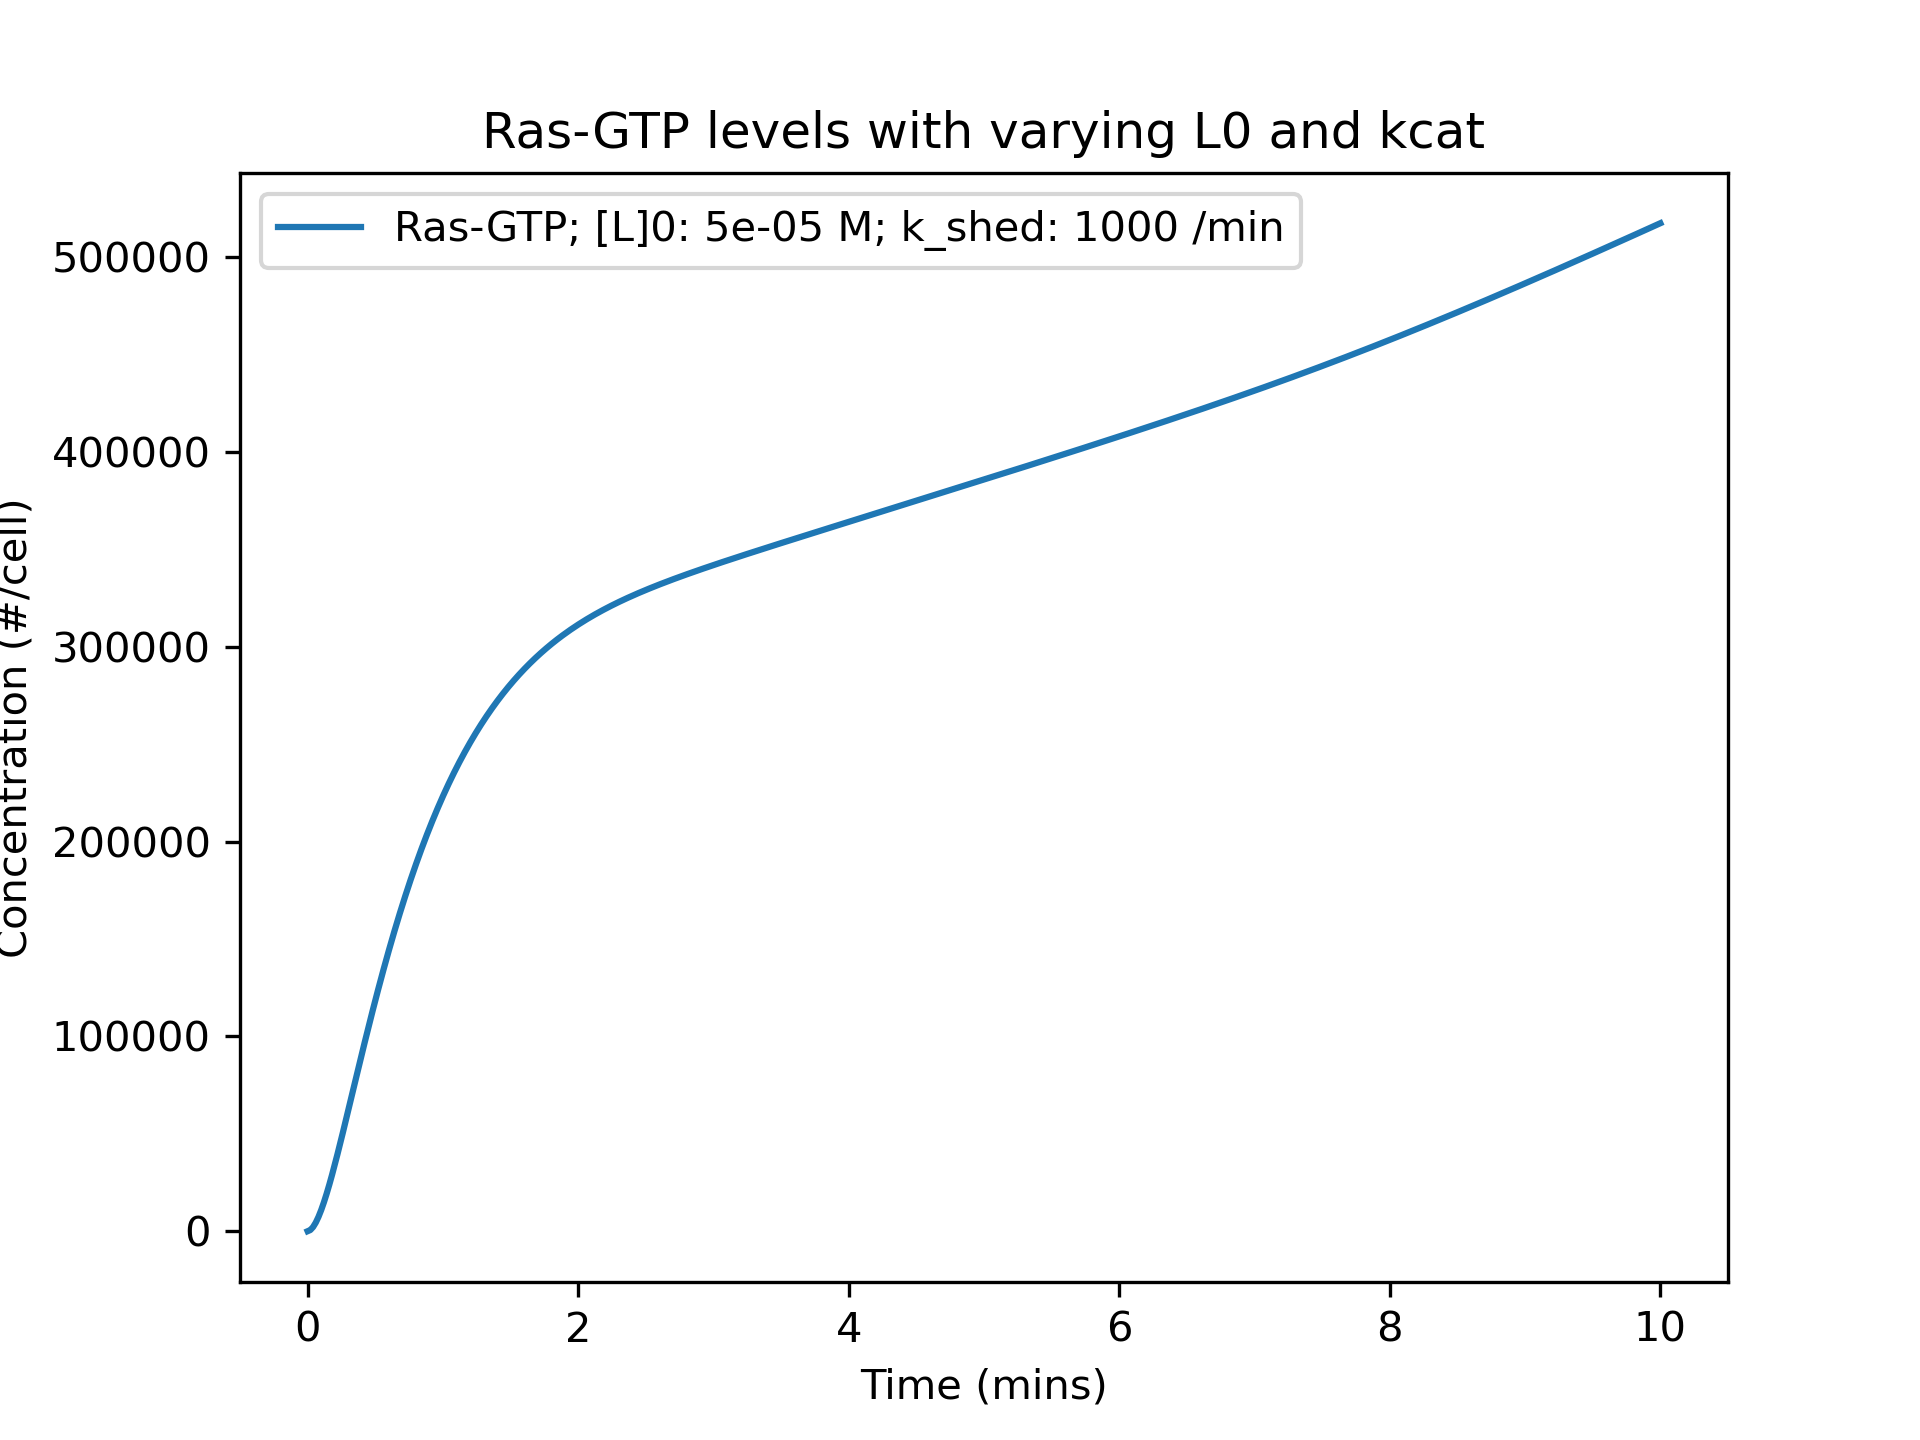 Ras-GTP levels with varying L0 and kcat
Ras-GTP; [L]0: 5e-05 M; k_shed: 1000 /min
500000
400000
300000
200000
100000
0
Concentration (#/cell)
0 2 4 6 8 10
Time (mins)